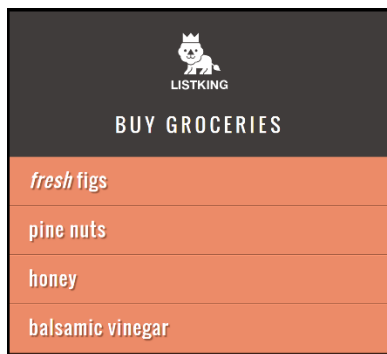 LISTKING
BUY GROCERIES
fresh figs
pine nuts
honey
balsamic vinegar